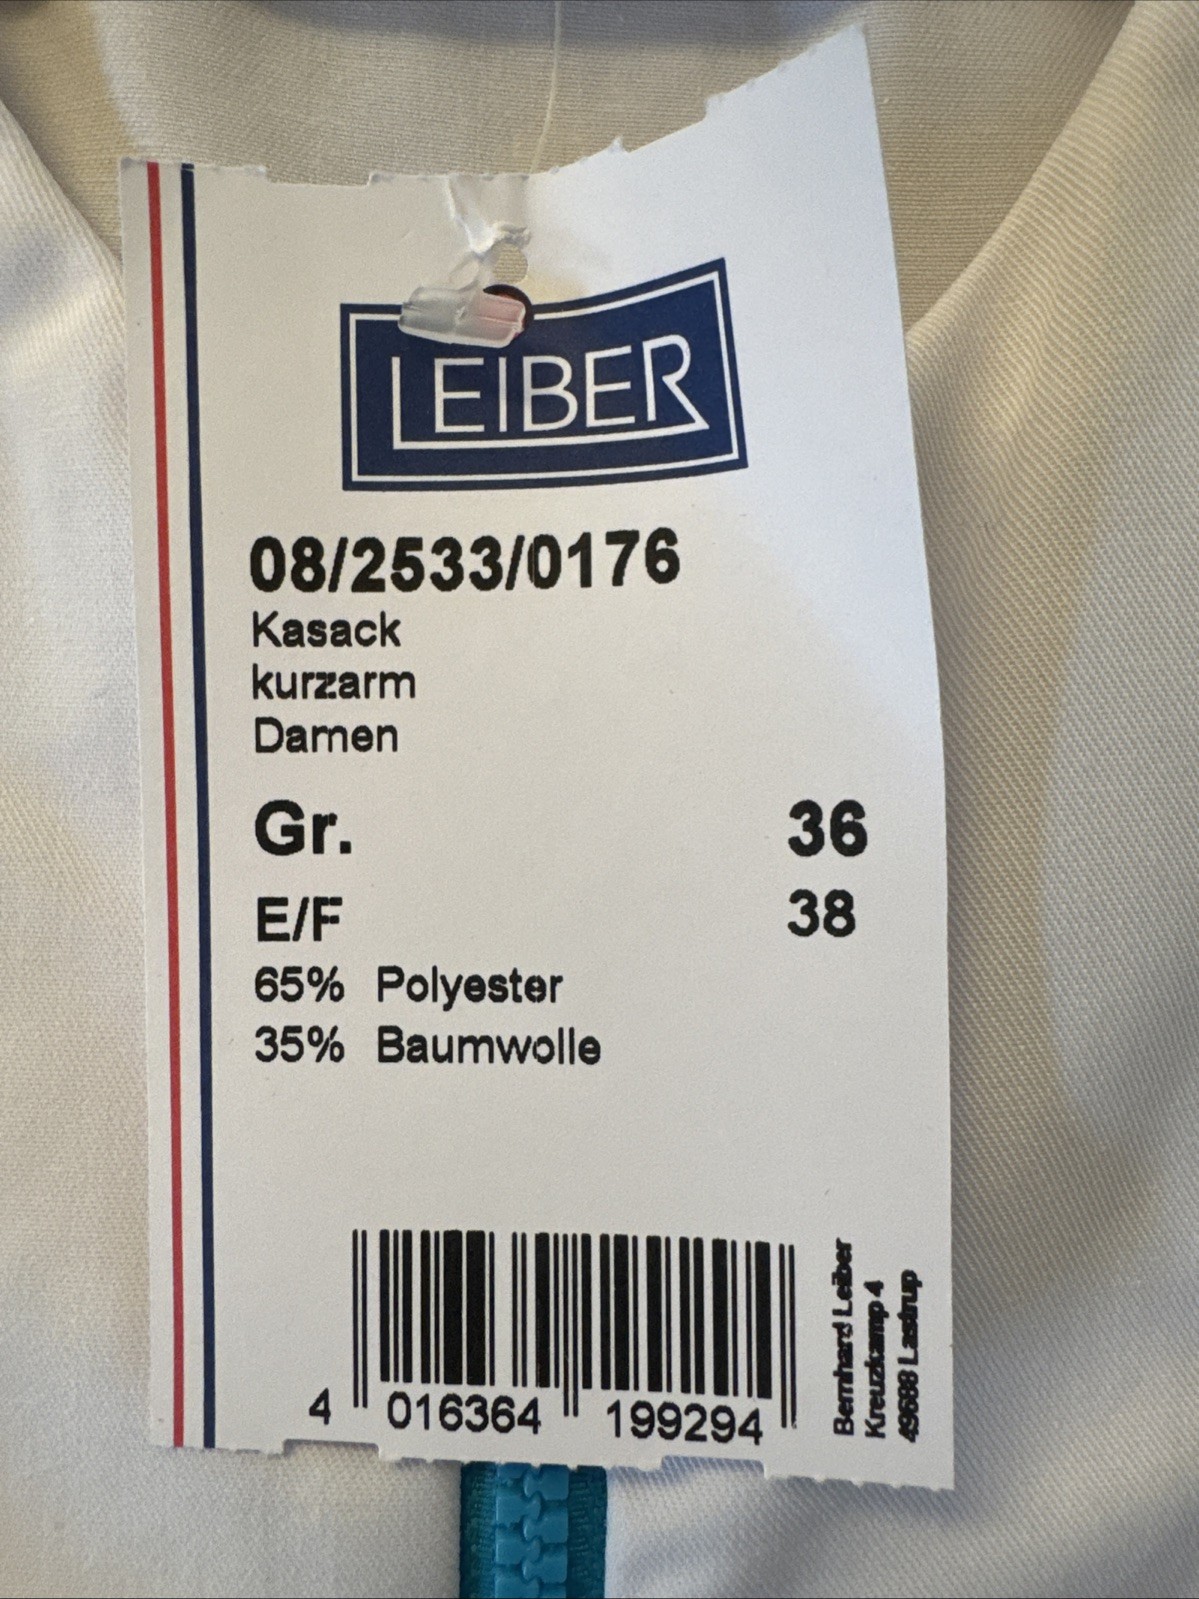 LEIBER
08/2533/0176
Kasack
kurzarm
Damen
Gr. 36
E/F 38
65% Polyester
35% Baumwolle
4 016364 199294
Bernhard Leiber
Kreuzkamp 4
49688 Lastrup